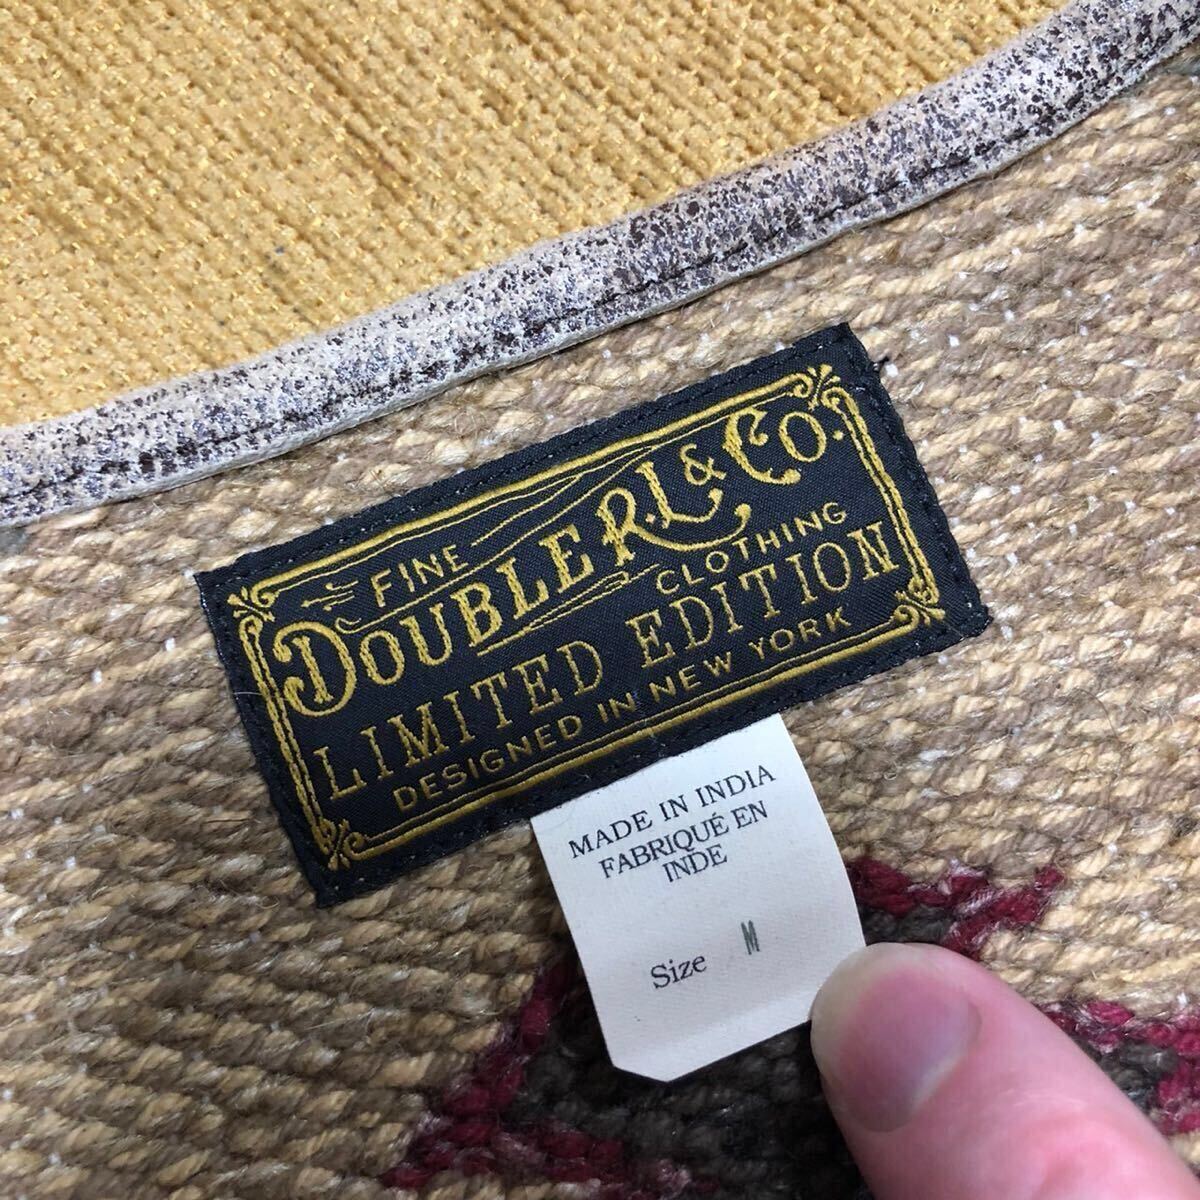 FINE
DOUBLE RL & CO.
CLOTHING
LIMITED EDITION
DESIGNED IN NEW YORK
MADE IN INDIA
FABRIQUÉ EN
INDE
Size M